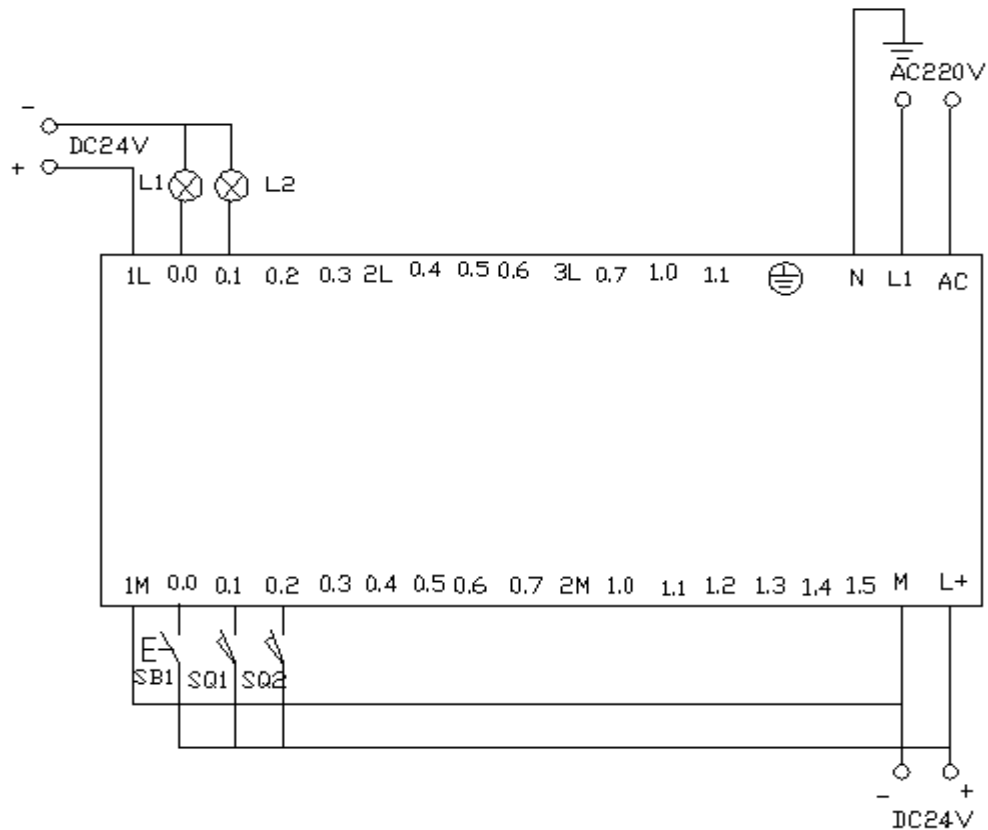 AC220V
-
DC24V
+
L1 L2
1L 0.0 0.1 0.2 0.3 2L 0.4 0.5 0.6 3L 0.7 1.0 1.1 N L1 AC
1M 0.0 0.1 0.2 0.3 0.4 0.5 0.6 0.7 2M 1.0 1.1 1.2 1.3 1.4 1.5 M L+
SB1 SQ1 SQ2
- +
DC24V